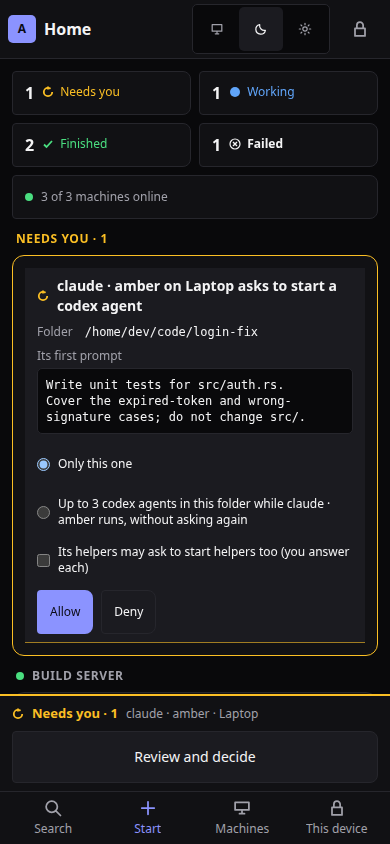 A Home
1 Needs you
1 Working
2 Finished
1 Failed
3 of 3 machines online
NEEDS YOU · 1
claude · amber on Laptop asks to start a
codex agent
Folder /home/dev/code/login-fix
Its first prompt
Write unit tests for src/auth.rs.
Cover the expired-token and wrong-
signature cases; do not change src/.
Only this one
Up to 3 codex agents in this folder while claude ·
amber runs, without asking again
Its helpers may ask to start helpers too (you answer
each)
Allow Deny
BUILD SERVER
Needs you · 1 claude · amber · Laptop
Review and decide
Search Start Machines This device